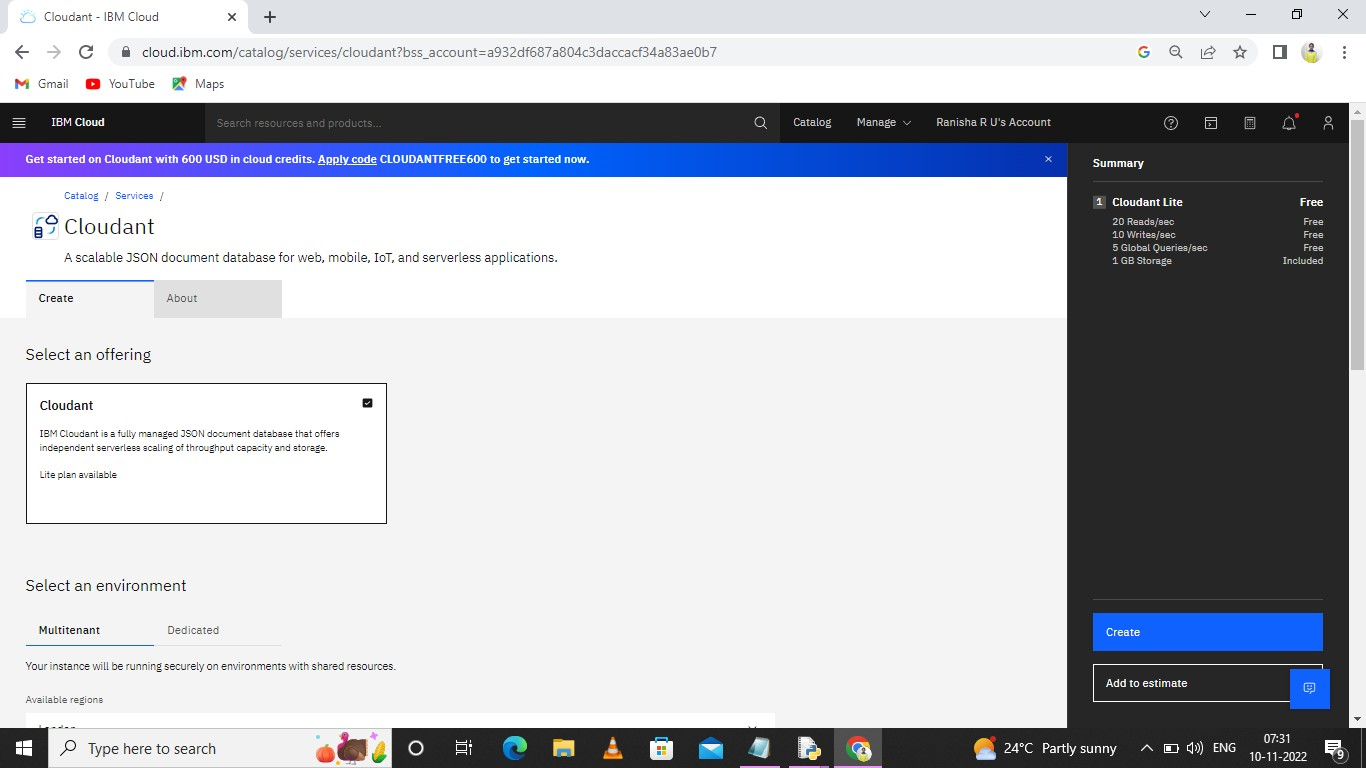 Cloudant - IBM Cloud
cloud.ibm.com/catalog/services/cloudant?bss_account=a932df687a804c3daccacf34a83ae0b7
Gmail YouTube Maps
IBM Cloud Search resources and products... Catalog Manage Ranisha R U's Account
Get started on Cloudant with 600 USD in cloud credits. Apply code CLOUDANTFREE600 to get started now.
Catalog / Services /
Cloudant
A scalable JSON document database for web, mobile, IoT, and serverless applications.
Create About
Select an offering
Cloudant
IBM Cloudant is a fully managed JSON document database that offers
independent serverless scaling of throughput capacity and storage.
Lite plan available
Select an environment
Multitenant Dedicated
Your instance will be running securely on environments with shared resources.
Available regions
London
Summary
1 Cloudant Lite Free
20 Reads/sec Free
10 Writes/sec Free
5 Global Queries/sec Free
1 GB Storage Included
Create
Add to estimate
Type here to search
24°C Partly sunny
ENG
07:31
10-11-2022
9